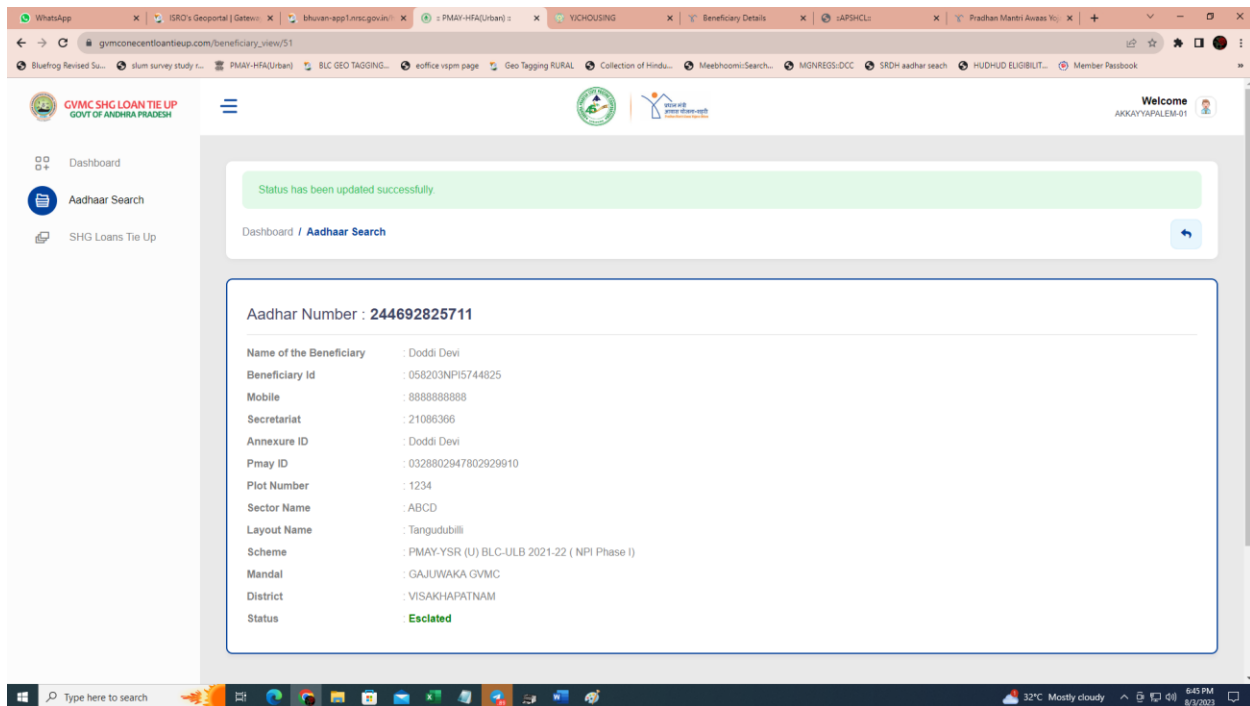 WhatsApp
ISRO's Geoportal | Gatewa
bhuvan-app1.nrsc.gov.in/h
:: PMAY-HFA(Urban) ::
YJCHOUSING
Beneficiary Details
::APSHCL::
Pradhan Mantri Awaas Yoj
gvmconecentloantieup.com/beneficiary_view/51
Bluefrog Revised Su...
slum survey study r...
PMAY-HFA(Urban)
BLC GEO TAGGING...
eoffice vspm page
Geo Tagging RURAL
Collection of Hindu...
Meebhoomi:Search...
MGNREGS::DCC
SRDH aadhar seach
HUDHUD ELIGIBILIT...
Member Passbook
GVMC SHG LOAN TIE UP
GOVT OF ANDHRA PRADESH
प्रधान मंत्री
आवास योजना-शहरी
Welcome
AKKAYYAPALEM-01
Dashboard
Aadhaar Search
SHG Loans Tie Up
Status has been updated successfully.
Dashboard / Aadhaar Search
Aadhar Number : 244692825711
Name of the Beneficiary : Doddi Devi
Beneficiary Id : 058203NPI5744825
Mobile : 8888888888
Secretariat : 21086366
Annexure ID : Doddi Devi
Pmay ID : 0328802947802929910
Plot Number : 1234
Sector Name : ABCD
Layout Name : Tangudubilli
Scheme : PMAY-YSR (U) BLC-ULB 2021-22 ( NPI Phase I)
Mandal : GAJUWAKA GVMC
District : VISAKHAPATNAM
Status : Esclated
Type here to search
32°C Mostly cloudy
6:45 PM
8/3/2023